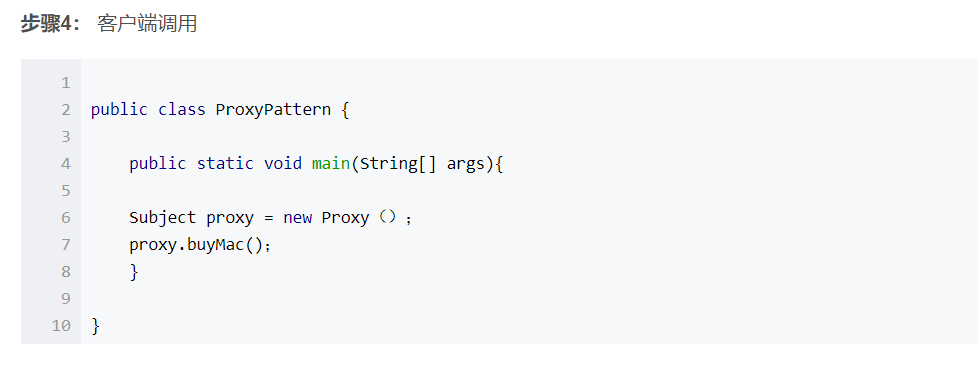 步骤4： 客户端调用
1
2 public class ProxyPattern {
3
4     public static void main(String[] args){
5
6     Subject proxy = new Proxy（）；
7     proxy.buyMac()；
8     }
9
10 }